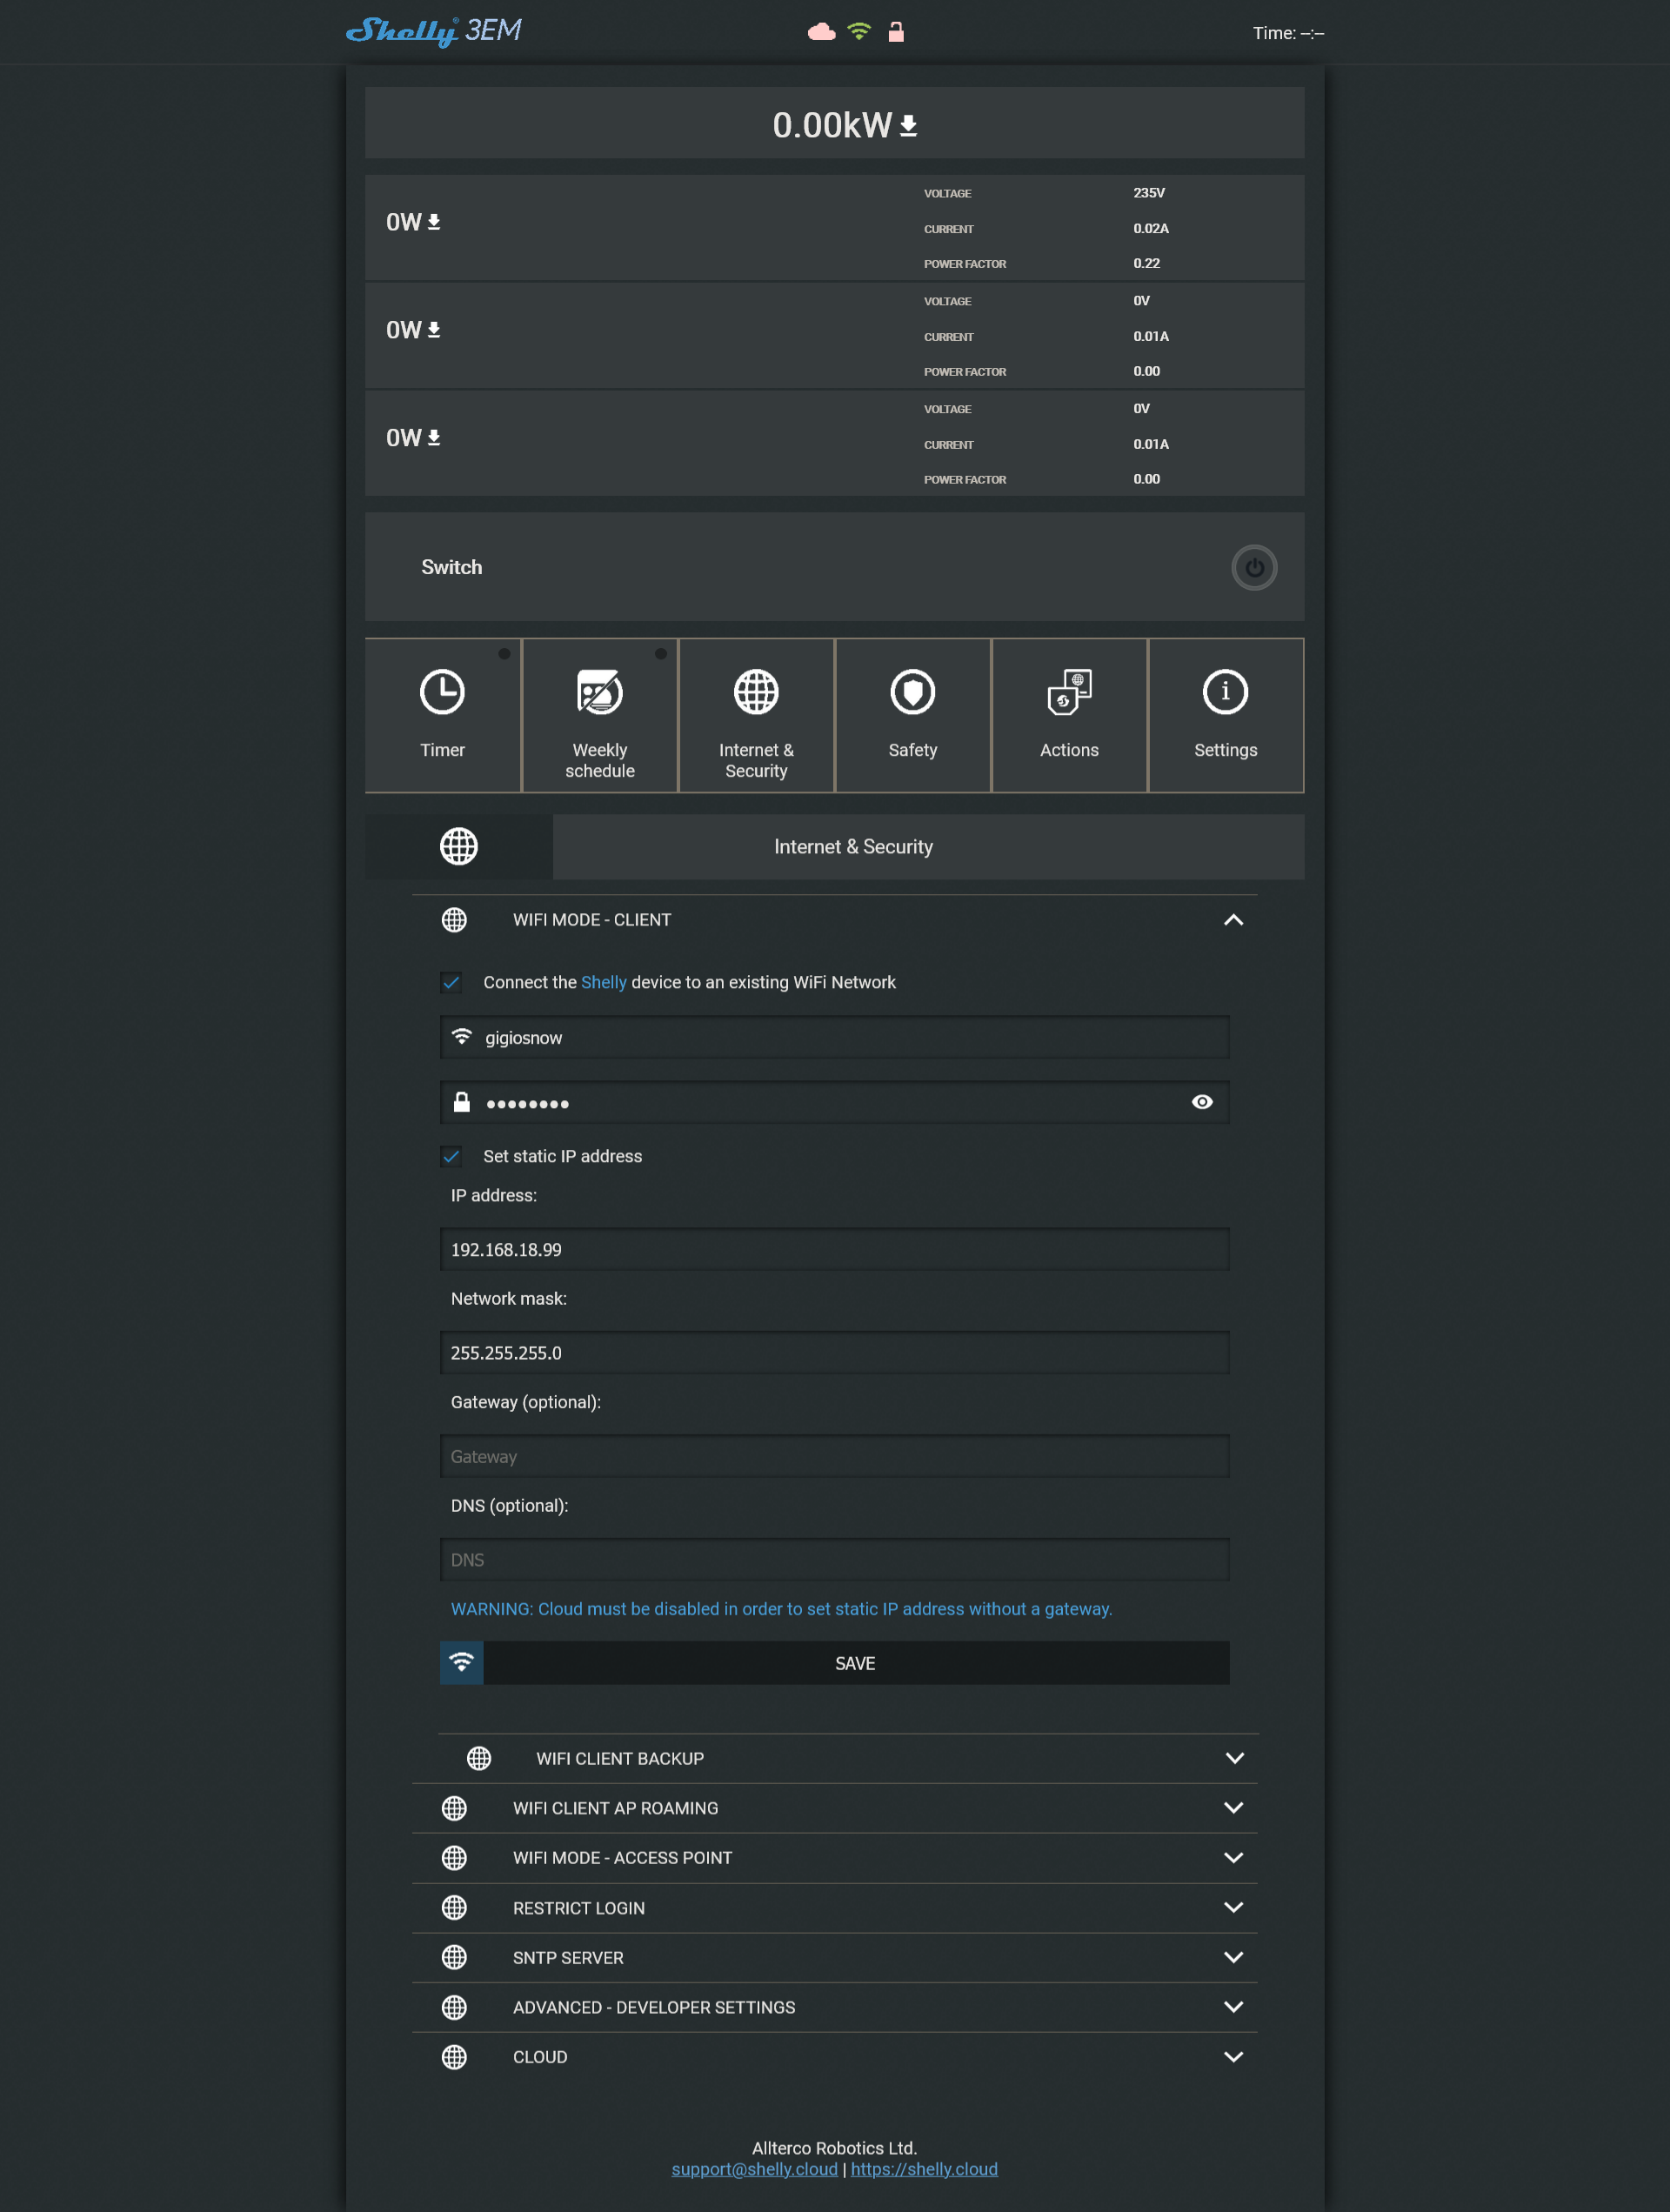 Shelly® 3EM
Time: --:--
0.00kW
0W
VOLTAGE 235V
CURRENT 0.02A
POWER FACTOR 0.22
0W
VOLTAGE 0V
CURRENT 0.01A
POWER FACTOR 0.00
0W
VOLTAGE 0V
CURRENT 0.01A
POWER FACTOR 0.00
Switch
Timer
Weekly
schedule
Internet &
Security
Safety
Actions
Settings
Internet & Security
WIFI MODE - CLIENT
Connect the Shelly device to an existing WiFi Network
gigiosnow
••••••••
Set static IP address
IP address:
192.168.18.99
Network mask:
255.255.255.0
Gateway (optional):
Gateway
DNS (optional):
DNS
WARNING: Cloud must be disabled in order to set static IP address without a gateway.
SAVE
WIFI CLIENT BACKUP
WIFI CLIENT AP ROAMING
WIFI MODE - ACCESS POINT
RESTRICT LOGIN
SNTP SERVER
ADVANCED - DEVELOPER SETTINGS
CLOUD
Allterco Robotics Ltd.
support@shelly.cloud | https://shelly.cloud